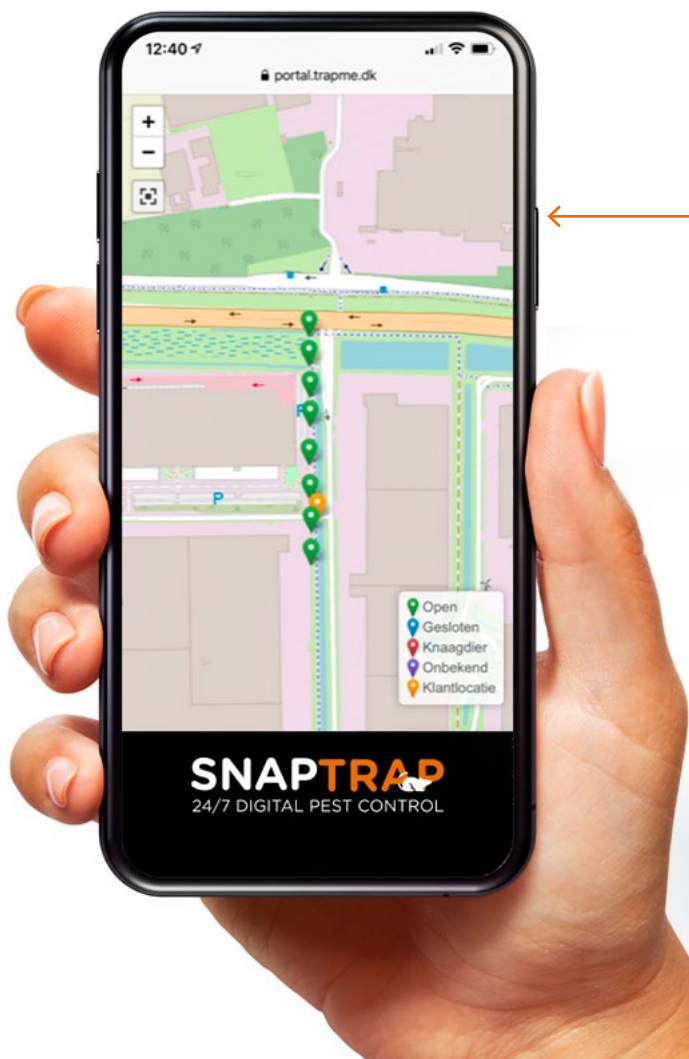 12:40
portal.trapme.dk
+
−
P
P
Open
Gesloten
Knaagdier
Onbekend
Klantlocatie
SNAPTRAP
24/7 DIGITAL PEST CONTROL